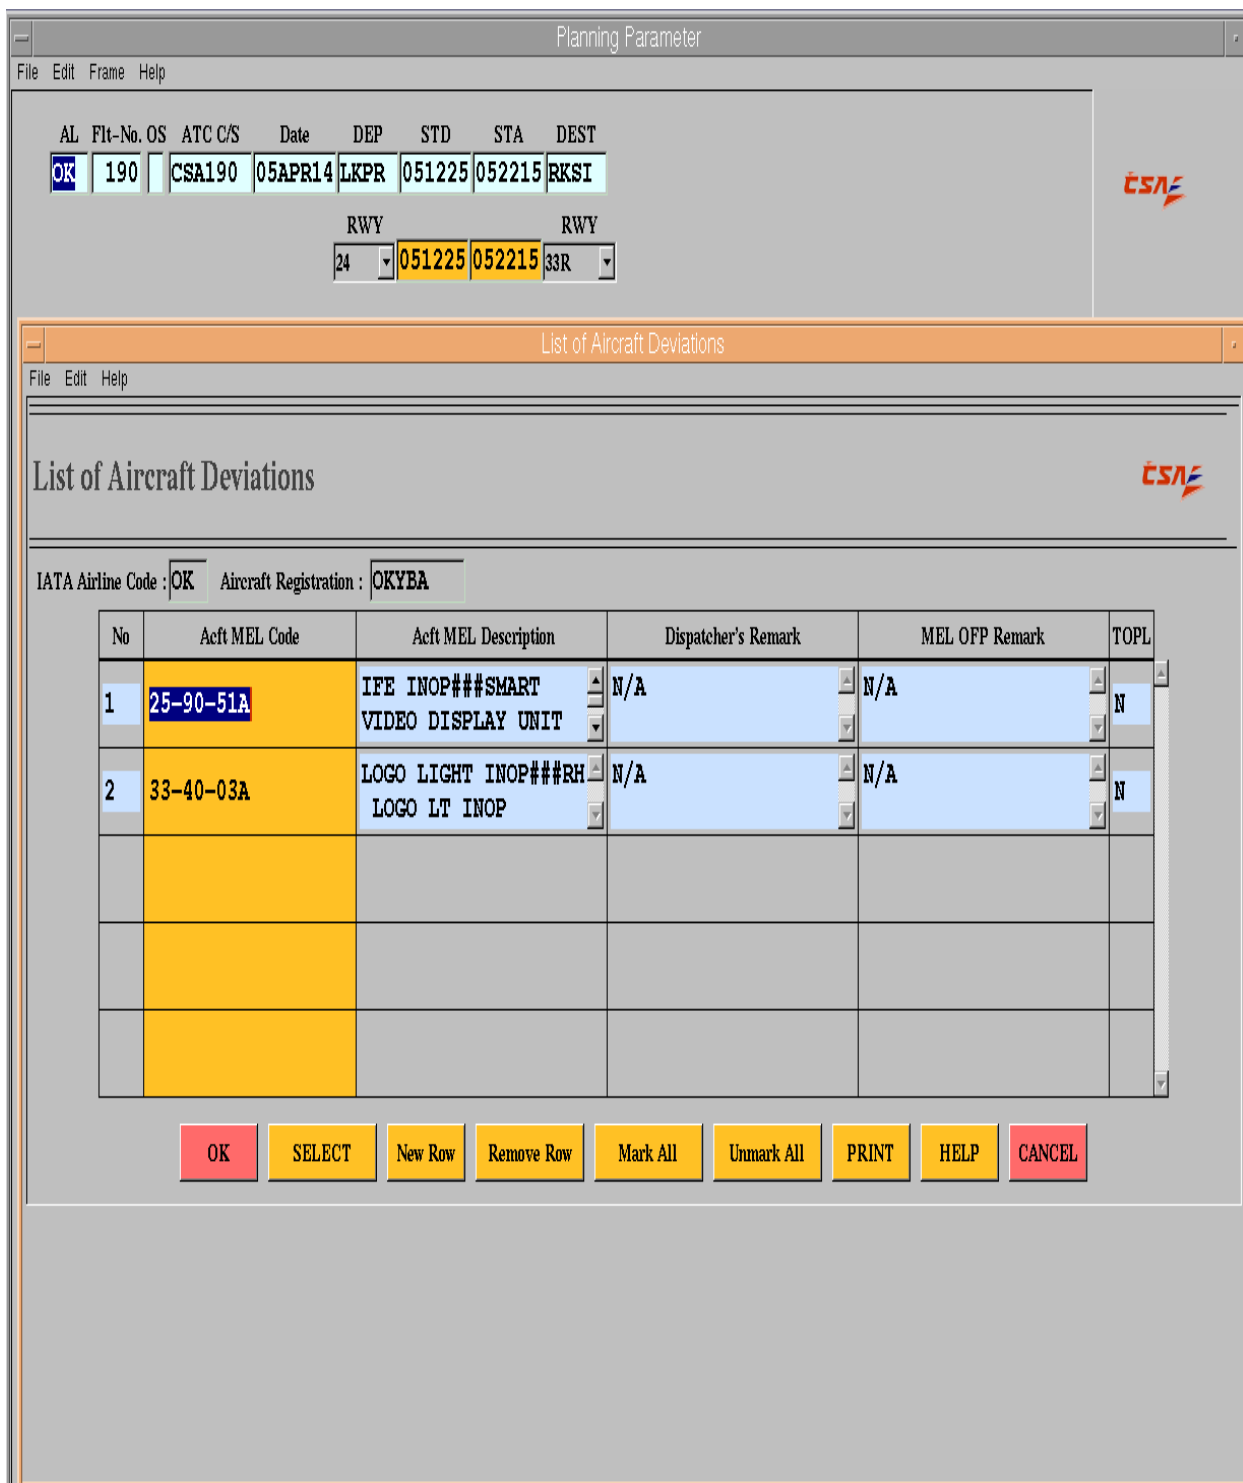 Planning Parameter
File Edit Frame Help
AL Flt-No. OS ATC C/S Date DEP STD STA DEST
OK 190 CSA190 05APR14 LKPR 051225 052215 RKSI
ČSA
RWY RWY
24 051225 052215 33R
List of Aircraft Deviations
File Edit Help
List of Aircraft Deviations
ČSA
IATA Airline Code : OK Aircraft Registration : OKYBA
No Acft MEL Code Acft MEL Description Dispatcher's Remark MEL OFP Remark TOPL
1 25-90-51A IFE INOP###SMART N/A N/A N
VIDEO DISPLAY UNIT
2 33-40-03A LOGO LIGHT INOP###RH N/A N/A N
LOGO LT INOP
OK SELECT New Row Remove Row Mark All Unmark All PRINT HELP CANCEL